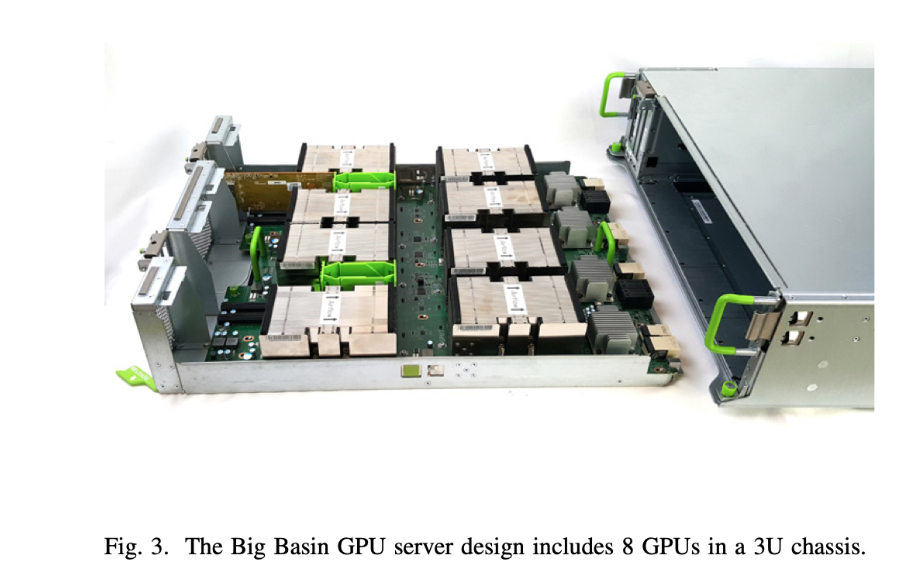 Fig. 3. The Big Basin GPU server design includes 8 GPUs in a 3U chassis.